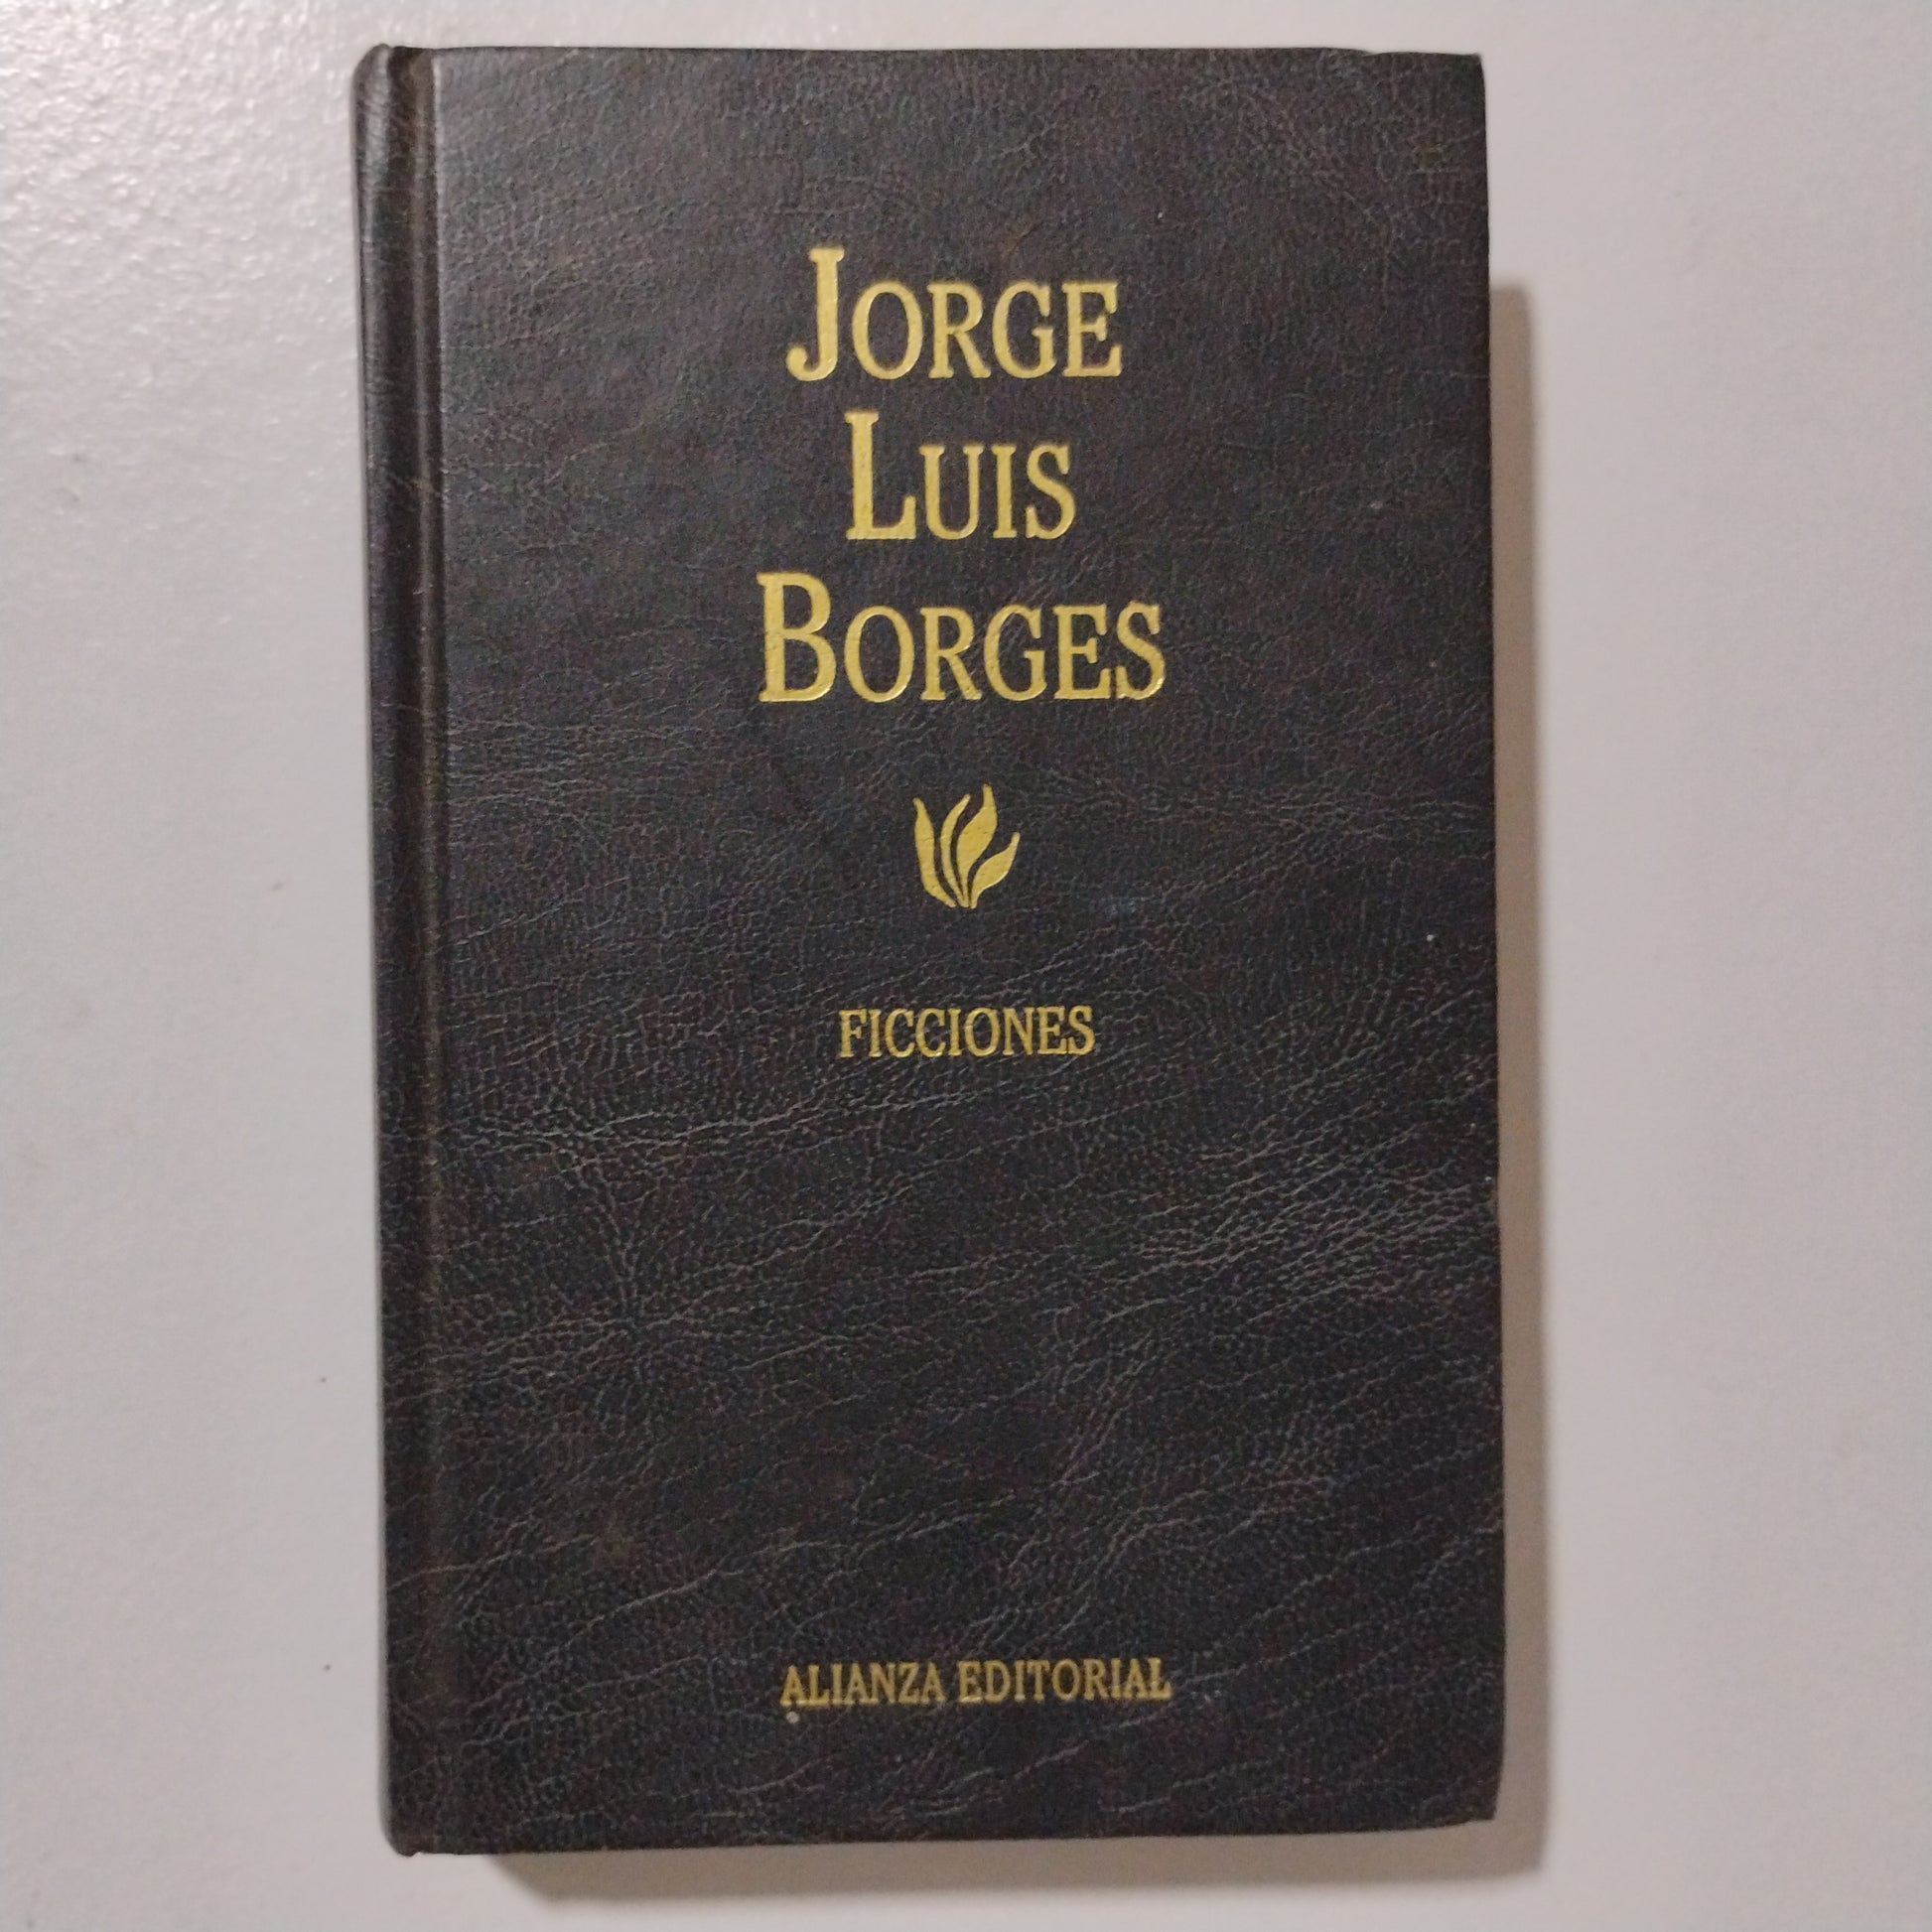 JORGE
LUIS
BORGES
FICCIONES
ALIANZA EDITORIAL